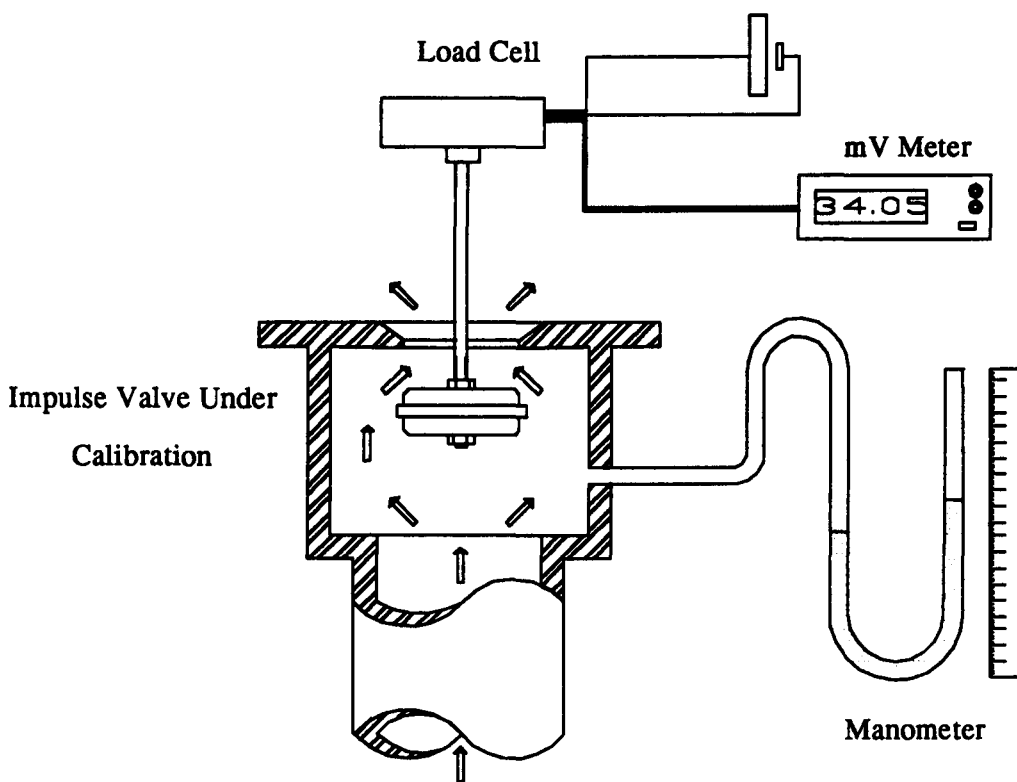 Load Cell
mV Meter
34.05
Impulse Valve Under
Calibration
Manometer